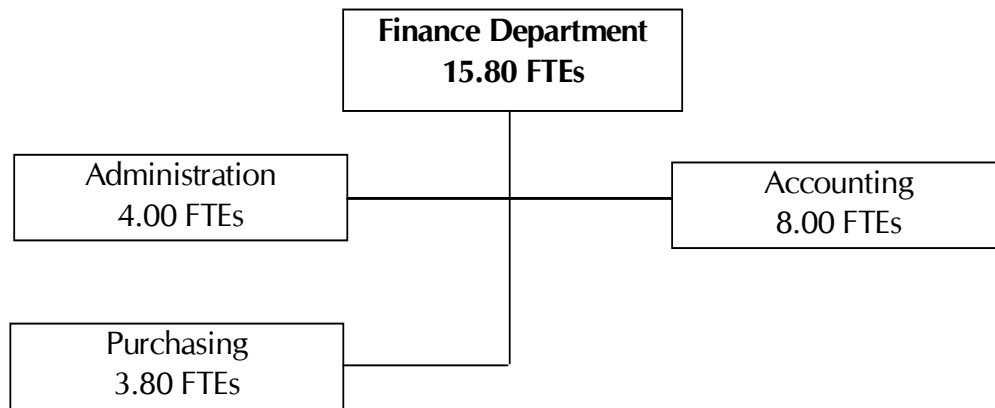 Finance Department
15.80 FTEs
Administration
4.00 FTEs
Accounting
8.00 FTEs
Purchasing
3.80 FTEs